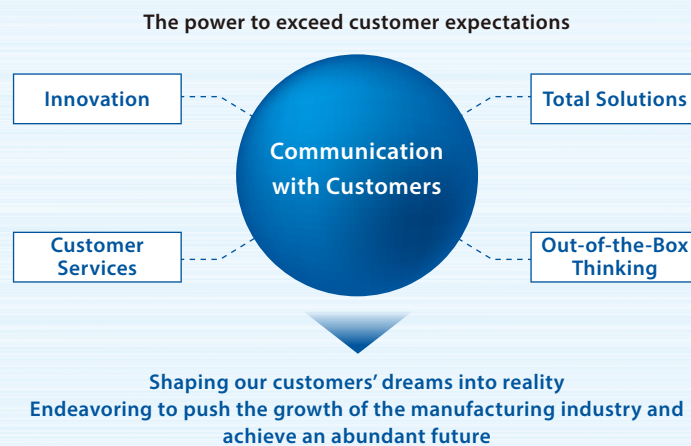 The power to exceed customer expectations
Innovation
Total Solutions
Communication
with Customers
Customer
Services
Out-of-the-Box
Thinking
Shaping our customers’ dreams into reality
Endeavoring to push the growth of the manufacturing industry and
achieve an abundant future